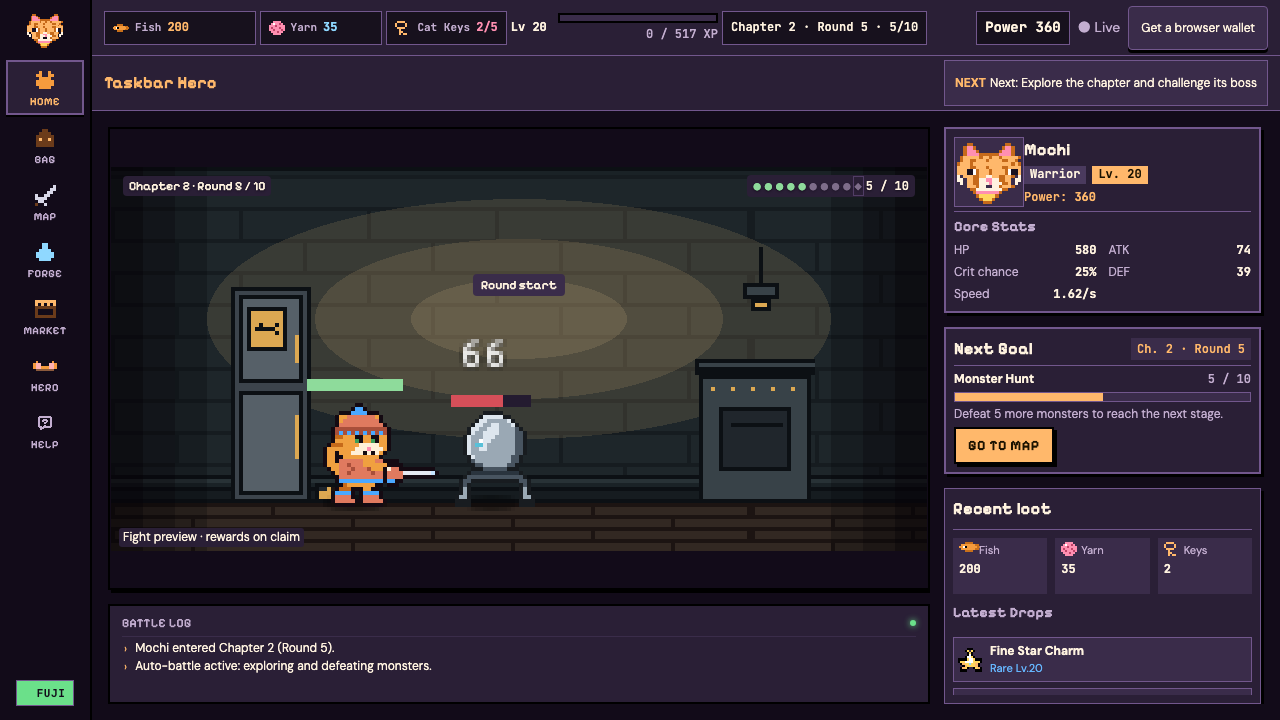 Fish 200
Yarn 35
Cat Keys 2/5
Lv 20
0 / 517 XP
Chapter 2 · Round 5 · 5/10
Power 360
Live
Get a browser wallet
Taskbar Hero
NEXT Next: Explore the chapter and challenge its boss
HOME
BAG
MAP
FORGE
MARKET
HERO
HELP
FUJI
Chapter 2 · Round 5 / 10
5 / 10
Round start
66
Fight preview · rewards on claim
BATTLE LOG
› Mochi entered Chapter 2 (Round 5).
› Auto-battle active: exploring and defeating monsters.
Mochi
Warrior Lv. 20
Power: 360
Core Stats
HP 580 ATK 74
Crit chance 25% DEF 39
Speed 1.62/s
Next Goal
Ch. 2 · Round 5
Monster Hunt 5 / 10
Defeat 5 more monsters to reach the next stage.
GO TO MAP
Recent loot
Fish
200
Yarn
35
Keys
2
Latest Drops
Fine Star Charm
Rare Lv.20